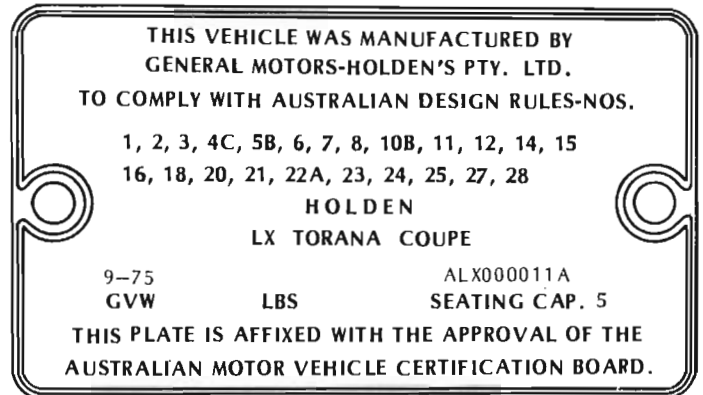 THIS VEHICLE WAS MANUFACTURED BY
GENERAL MOTORS-HOLDEN'S PTY. LTD.
TO COMPLY WITH AUSTRALIAN DESIGN RULES-NOS.
1, 2, 3, 4C, 5B, 6, 7, 8, 10B, 11, 12, 14, 15
16, 18, 20, 21, 22A, 23, 24, 25, 27, 28
HOLDEN
LX TORANA COUPE
9–75 ALX000011A
GVW LBS SEATING CAP. 5
THIS PLATE IS AFFIXED WITH THE APPROVAL OF THE
AUSTRALIAN MOTOR VEHICLE CERTIFICATION BOARD.